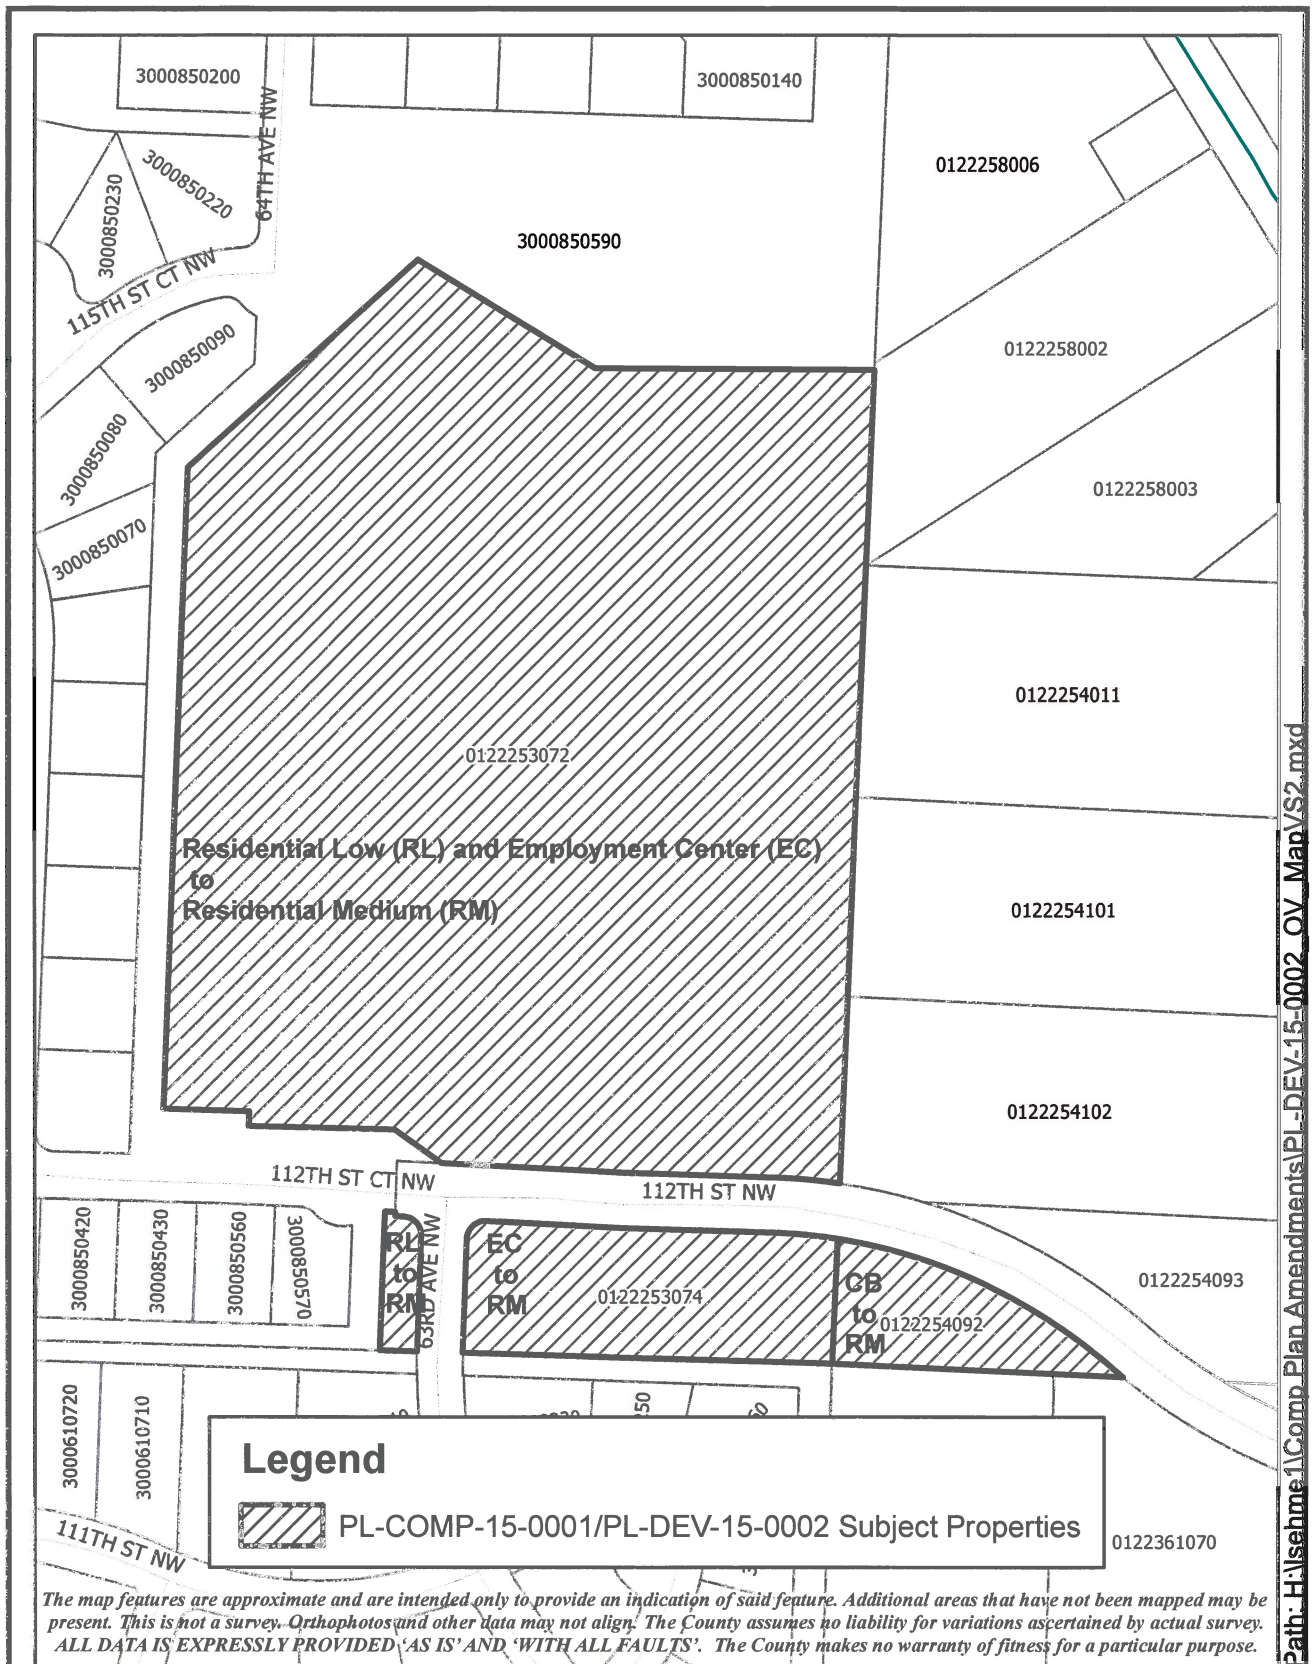 3000850200
3000850140
64TH AVE NW
3000850220
3000850230
0122258006
3000850590
115TH ST CT NW
3000850090
0122258002
3000850080
0122258003
3000850070
0122254011
0122253072
Residential Low (RL) and Employment Center (EC)
to
Residential Medium (RM)
0122254101
0122254102
112TH ST CT NW
112TH ST NW
3000850420
3000850430
3000850560
3000850570
RL
to
RM
63RD AVE NW
EC
to
RM
0122253074
CB
to
RM
0122254092
0122254093
3000610720
3000610710
250
111TH ST NW
Legend
PL-COMP-15-0001/PL-DEV-15-0002 Subject Properties
0122361070
The map features are approximate and are intended only to provide an indication of said feature. Additional areas that have not been mapped may be
present. This is not a survey. Orthophotos and other data may not align. The County assumes no liability for variations ascertained by actual survey.
ALL DATA IS EXPRESSLY PROVIDED ‘AS IS’ AND ‘WITH ALL FAULTS’. The County makes no warranty of fitness for a particular purpose.
Path: H:\lsehme1\Comp Plan Amendments\PL-DEV-15-0002_OV_MapVS2.mxd